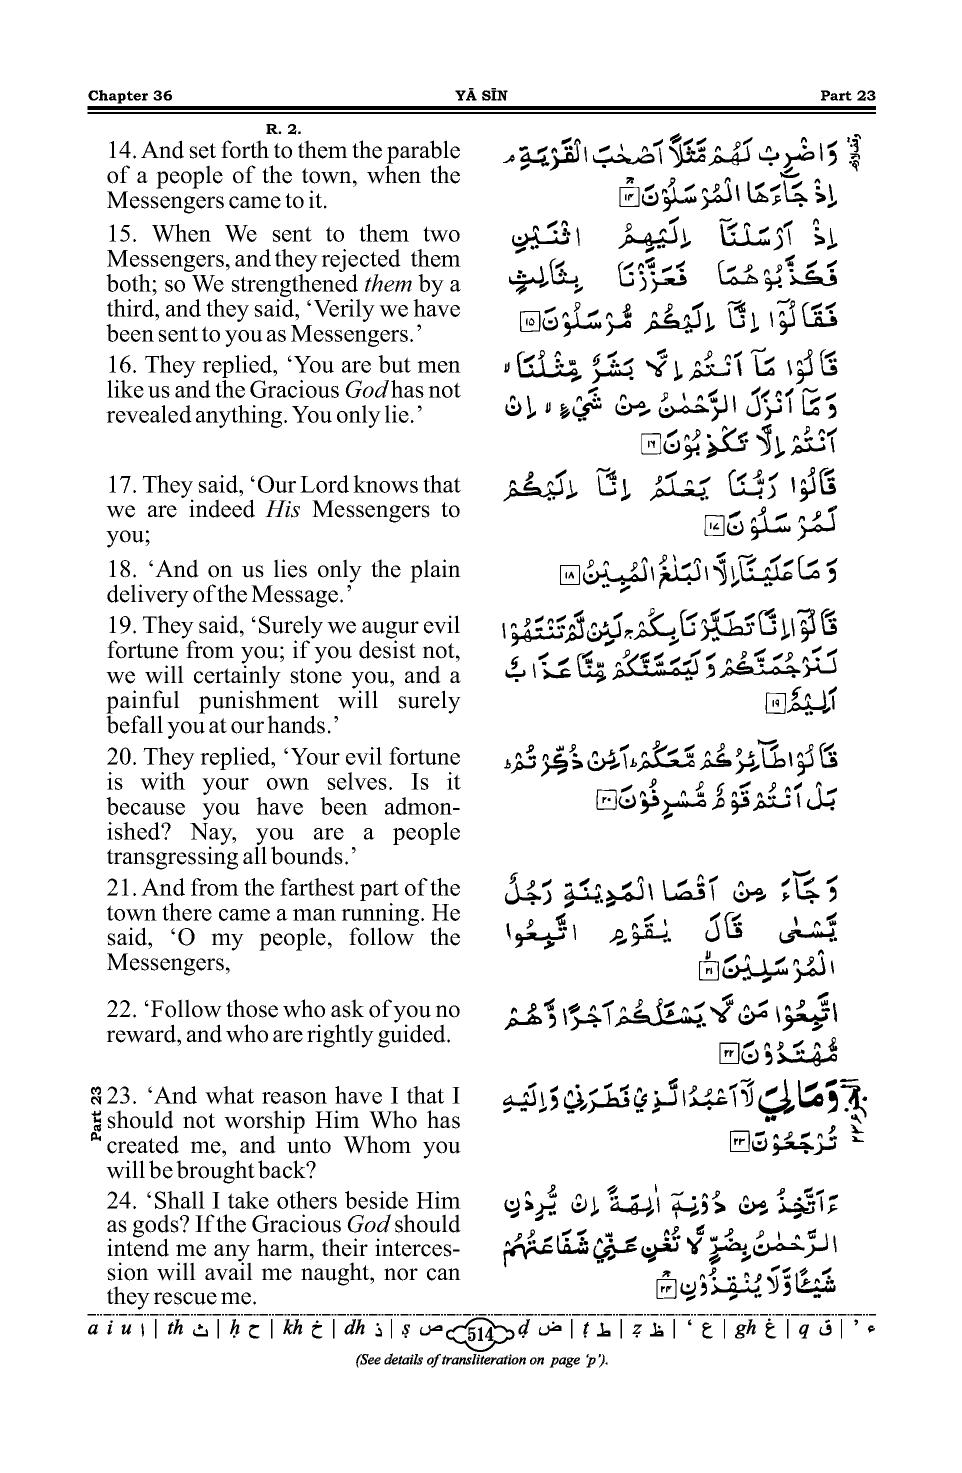 Chapter 36 YĀ SĪN Part 23
R. 2.
14. And set forth to them the parable
of a people of the town, when the
Messengers came to it.
15. When We sent to them two
Messengers, and they rejected them
both; so We strengthened them by a
third, and they said, ‘Verily we have
been sent to you as Messengers.’
16. They replied, ‘You are but men
like us and the Gracious God has not
revealed anything. You only lie.’
17. They said, ‘Our Lord knows that
we are indeed His Messengers to
you;
18. ‘And on us lies only the plain
delivery of the Message.’
19. They said, ‘Surely we augur evil
fortune from you; if you desist not,
we will certainly stone you, and a
painful punishment will surely
befall you at our hands.’
20. They replied, ‘Your evil fortune
is with your own selves. Is it
because you have been admon-
ished? Nay, you are a people
transgressing all bounds.’
21. And from the farthest part of the
town there came a man running. He
said, ‘O my people, follow the
Messengers,
22. ‘Follow those who ask of you no
reward, and who are rightly guided.
Part 23
23. ‘And what reason have I that I
should not worship Him Who has
created me, and unto Whom you
will be brought back?
24. ‘Shall I take others beside Him
as gods? If the Gracious God should
intend me any harm, their interces-
sion will avail me naught, nor can
they rescue me.
وَاضْرِبْ لَهُمْ مَّثَلًا اَصْحٰبَ الْقَرْيَةِ ۘ
اِذْ جَآءَهَا الْمُرْسَلُوْنَ ۱۴
اِذْ اَرْسَلْنَآ اِلَيْهِمُ اثْنَيْنِ
فَكَذَّبُوْهُمَا فَعَزَّزْنَا بِثَالِثٍ
فَقَالُوْٓا اِنَّآ اِلَيْكُمْ مُّرْسَلُوْنَ ۱۵
قَالُوْا مَآ اَنْتُمْ اِلَّا بَشَرٌ مِّثْلُنَا ۙ
وَمَآ اَنْزَلَ الرَّحْمٰنُ مِنْ شَيْءٍ ۙ اِنْ
اَنْتُمْ اِلَّا تَكْذِبُوْنَ ۱۶
قَالُوْا رَبُّنَا يَعْلَمُ اِنَّآ اِلَيْكُمْ
لَمُرْسَلُوْنَ ۱۷
وَمَا عَلَيْنَآ اِلَّا الْبَلٰغُ الْمُبِيْنُ ۱۸
قَالُوْٓا اِنَّا تَطَيَّرْنَا بِكُمْ ۚ لَئِنْ لَّمْ تَنْتَهُوْا
لَنَرْجُمَنَّكُمْ وَلَيَمَسَّنَّكُمْ مِّنَّا عَذَابٌ
اَلِيْمٌ ۱۹
قَالُوْا طَآئِرُكُمْ مَّعَكُمْ ؕ اَئِنْ ذُكِّرْتُمْ ؕ
بَلْ اَنْتُمْ قَوْمٌ مُّسْرِفُوْنَ ۲۰
وَجَآءَ مِنْ اَقْصَا الْمَدِيْنَةِ رَجُلٌ
يَّسْعٰى قَالَ يٰقَوْمِ اتَّبِعُوا
الْمُرْسَلِيْنَ ۲۱
اتَّبِعُوْا مَنْ لَّا يَسْـَٔلُكُمْ اَجْرًا وَّهُمْ
مُّهْتَدُوْنَ ۲۲
وَمَا لِيَ لَآ اَعْبُدُ الَّذِيْ فَطَرَنِيْ وَاِلَيْهِ
تُرْجَعُوْنَ ۲۳
ءَاَتَّخِذُ مِنْ دُوْنِهٖٓ اٰلِهَةً اِنْ يُّرِدْنِ
الرَّحْمٰنُ بِضُرٍّ لَّا تُغْنِ عَنِّيْ شَفَاعَتُهُمْ
شَيْـًٔا وَّلَا يُنْقِذُوْنِ ۲۴
a i u ا | th ث | ḥ ح | kh خ | dh ذ | ṣ ص 514 ḍ ض | ṭ ط | ẓ ظ | ‘ ع | gh غ | q ق | ’ ء
(See details of transliteration on page ‘p’).